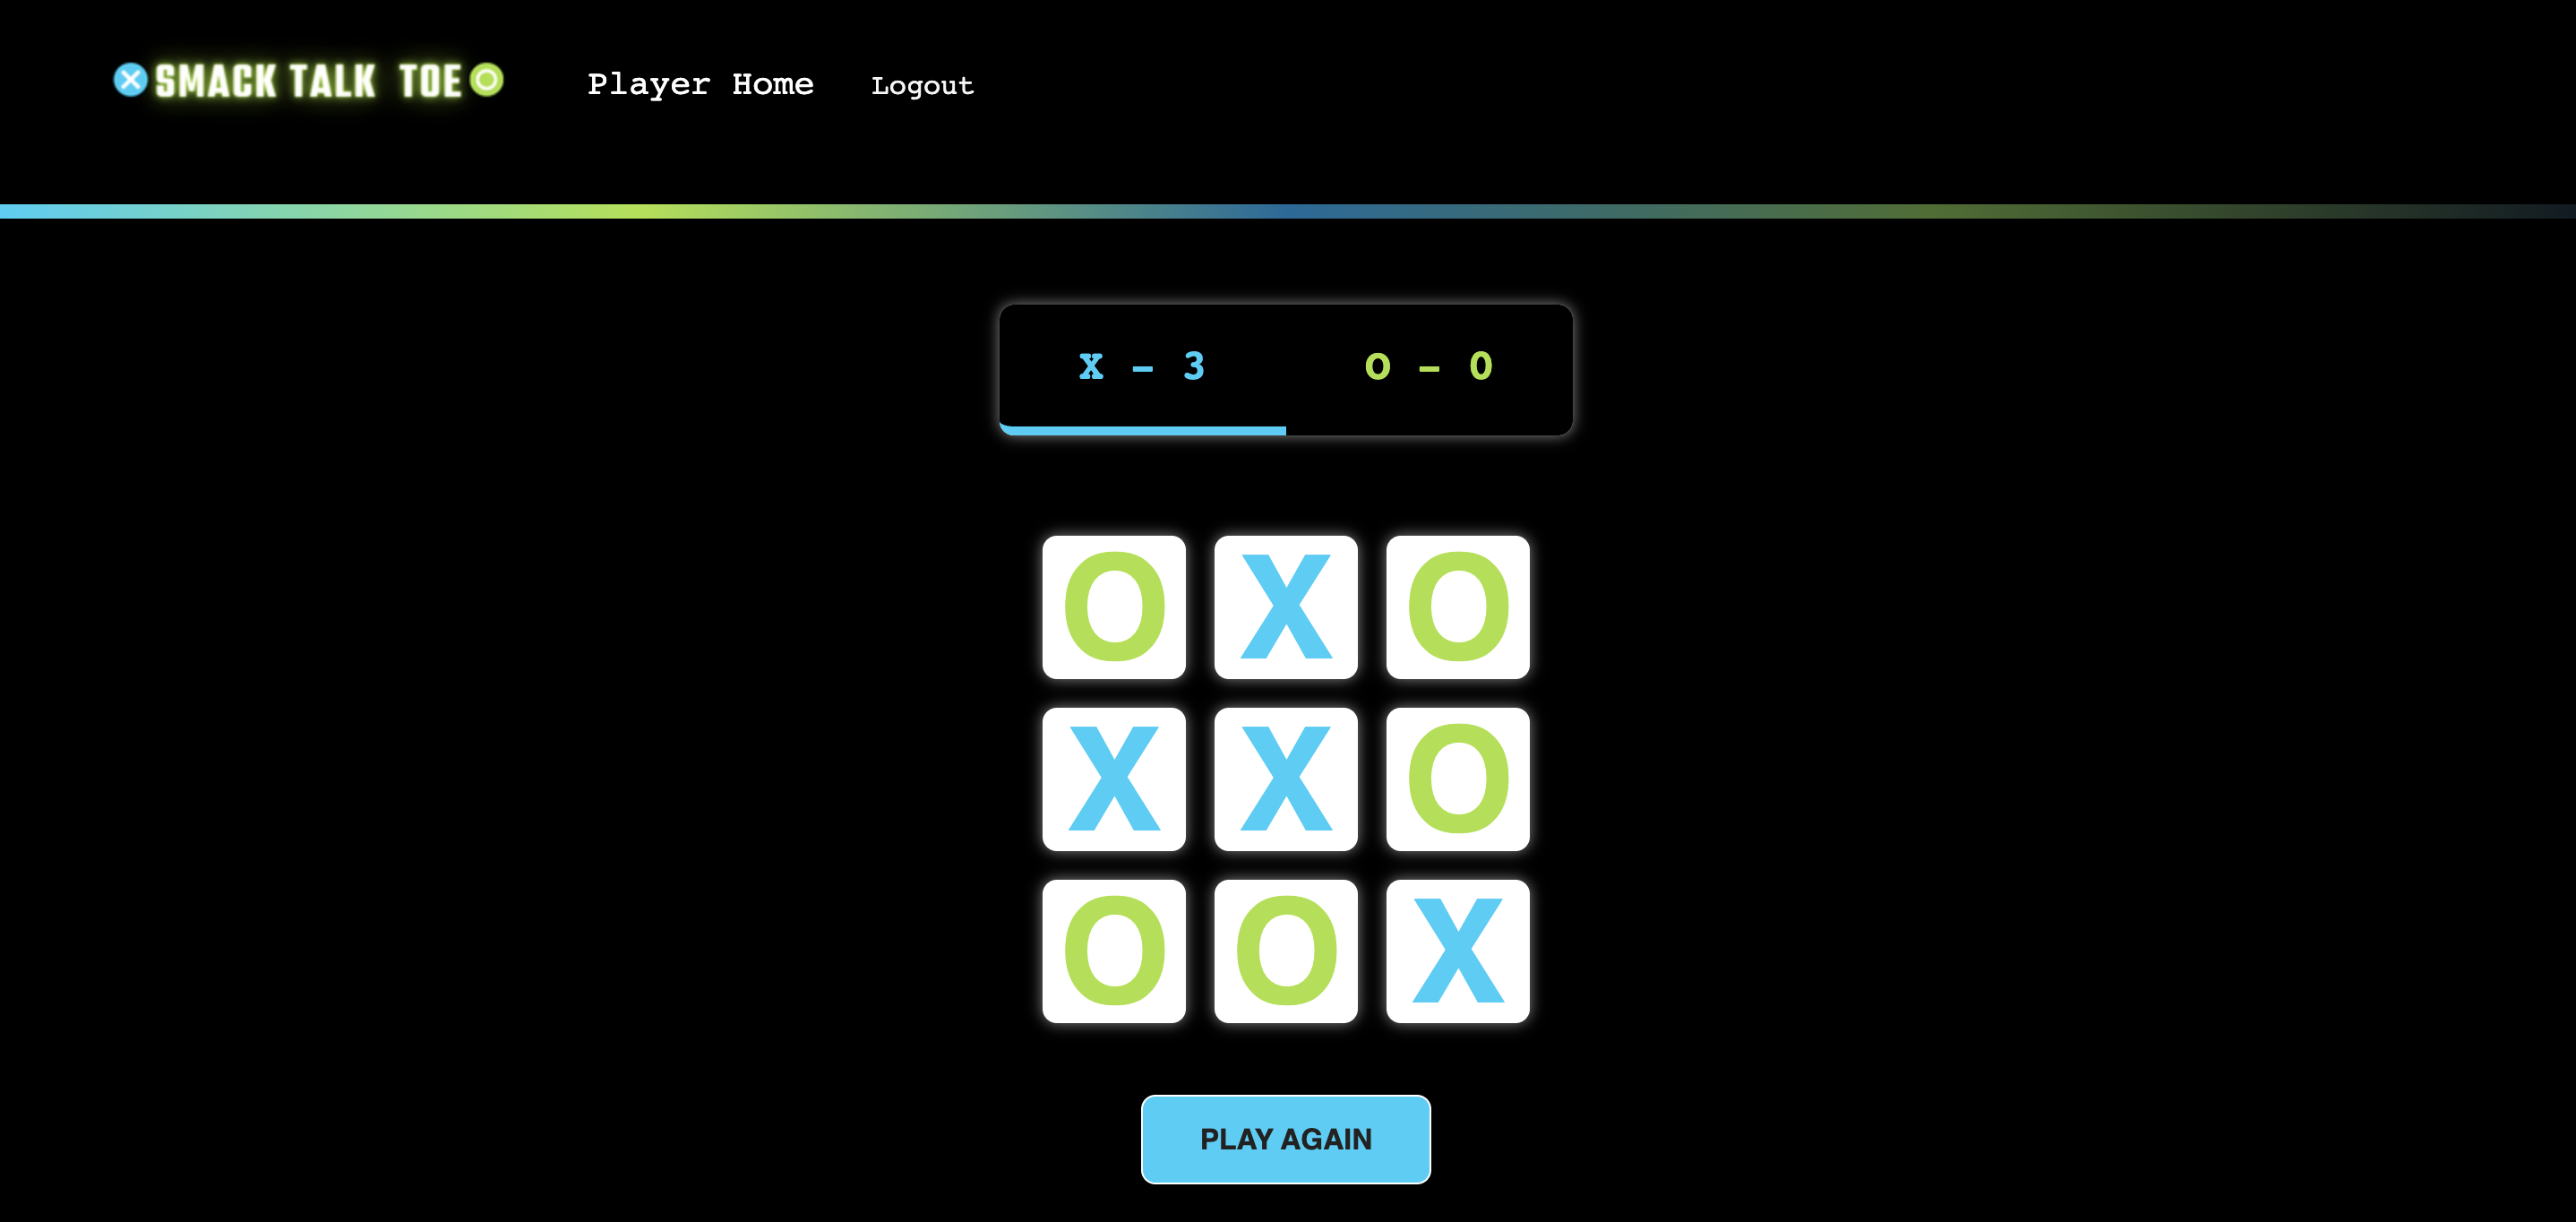 SMACK TALK TOE Player Home Logout
X - 3 O - 0
O X O
X X O
O O X
PLAY AGAIN